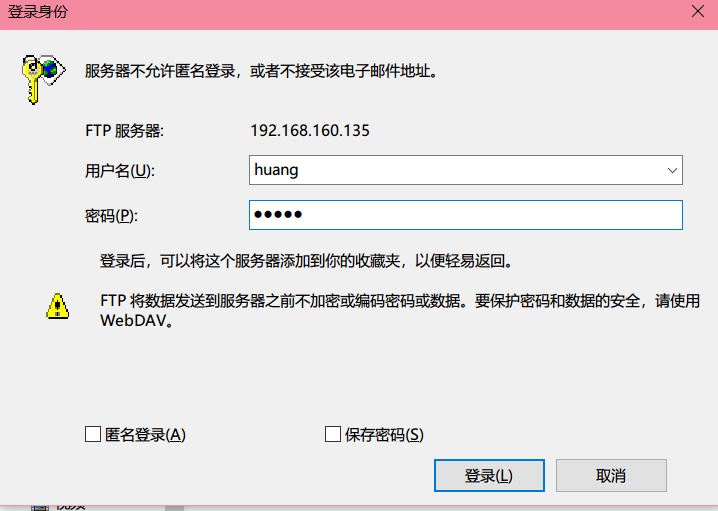 登录身份
服务器不允许匿名登录，或者不接受该电子邮件地址。
FTP 服务器:
192.168.160.135
用户名(U):
huang
密码(P):
●●●●●
登录后，可以将这个服务器添加到你的收藏夹，以便轻易返回。
FTP 将数据发送到服务器之前不加密或编码密码或数据。要保护密码和数据的安全，请使用
WebDAV。
匿名登录(A)
保存密码(S)
登录(L)
取消